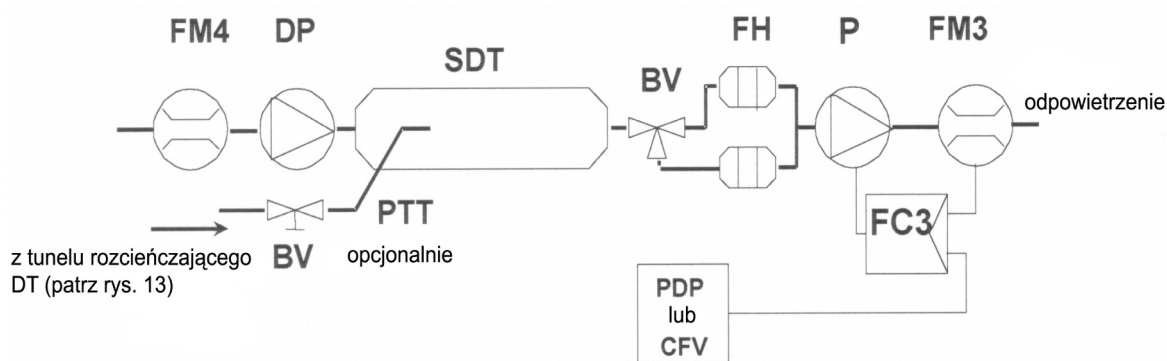 FM4 DP SDT BV FH P FM3
odpowietrzenie
z tunelu rozcieńczającego
DT (patrz rys. 13)
BV
PTT
opcjonalnie
FC3
PDP
lub
CFV